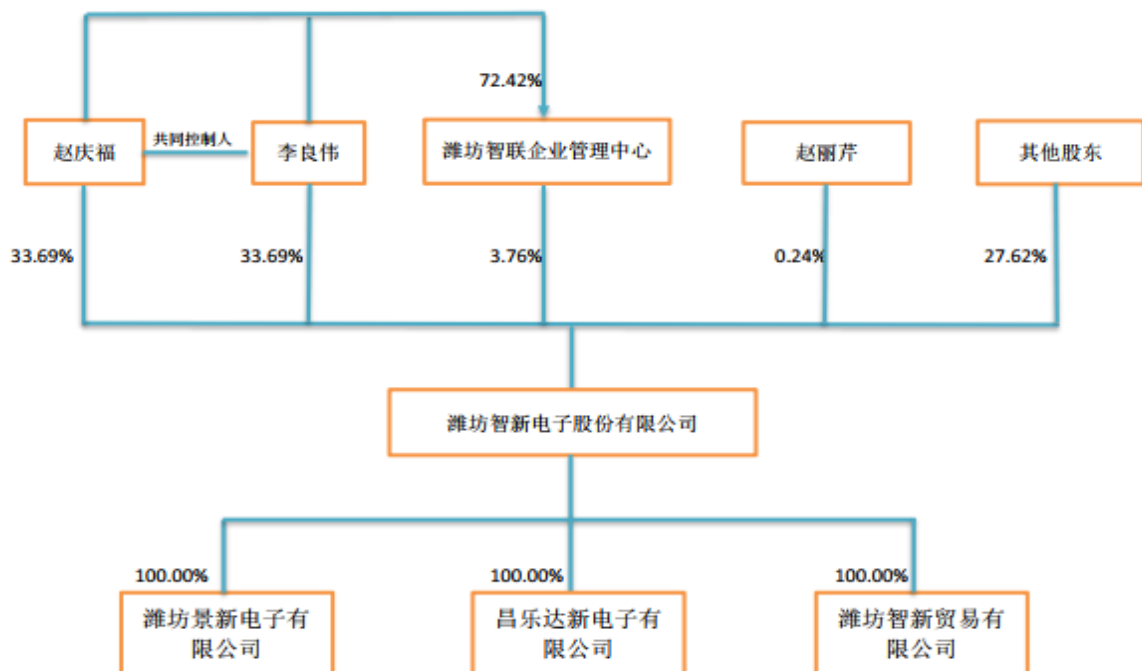 72.42%
赵庆福
共同控制人
李良伟
潍坊智联企业管理中心
赵丽芹
其他股东
33.69%
33.69%
3.76%
0.24%
27.62%
潍坊智新电子股份有限公司
100.00%
100.00%
100.00%
潍坊景新电子有
限公司
昌乐达新电子有
限公司
潍坊智新贸易有
限公司